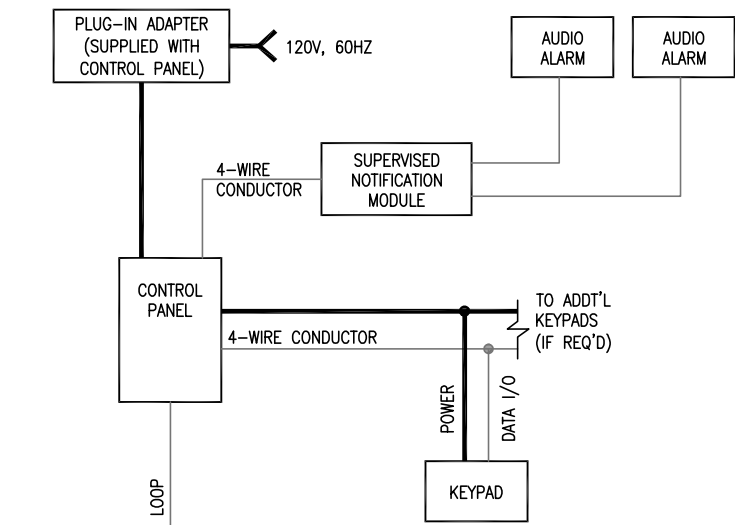 PLUG-IN ADAPTER
(SUPPLIED WITH
CONTROL PANEL)
120V, 60HZ
AUDIO
ALARM
AUDIO
ALARM
SUPERVISED
NOTIFICATION
MODULE
4-WIRE
CONDUCTOR
CONTROL
PANEL
TO ADDT'L
KEYPADS
(IF REQ'D)
4-WIRE CONDUCTOR
POWER
DATA I/O
KEYPAD
LOOP